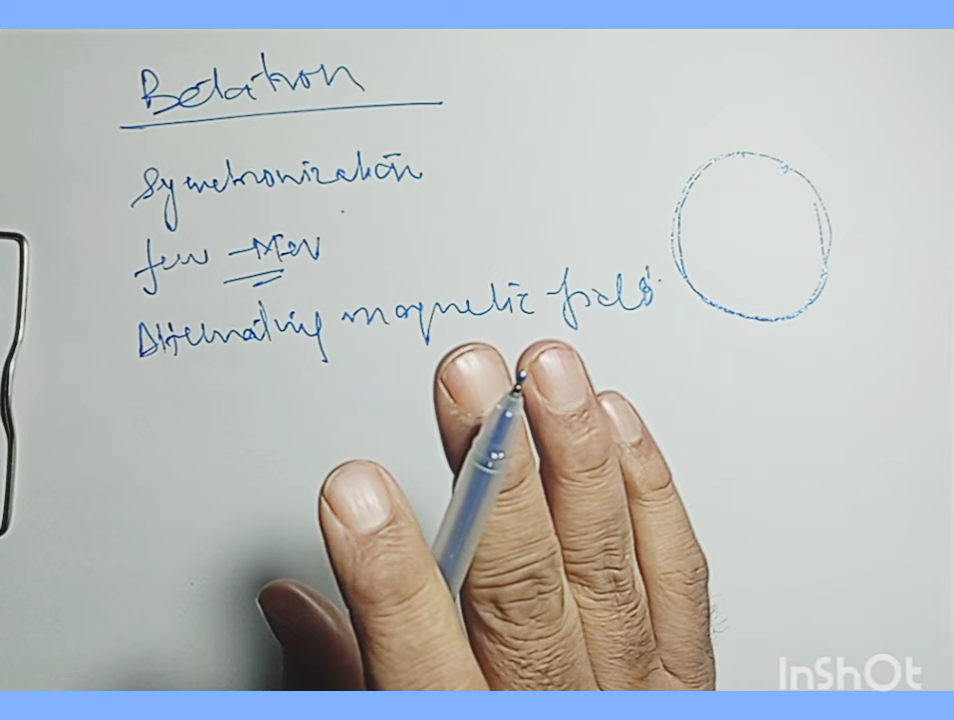 Betatron
Synchronization
few MeV
Alternating magnetic field
InShOt